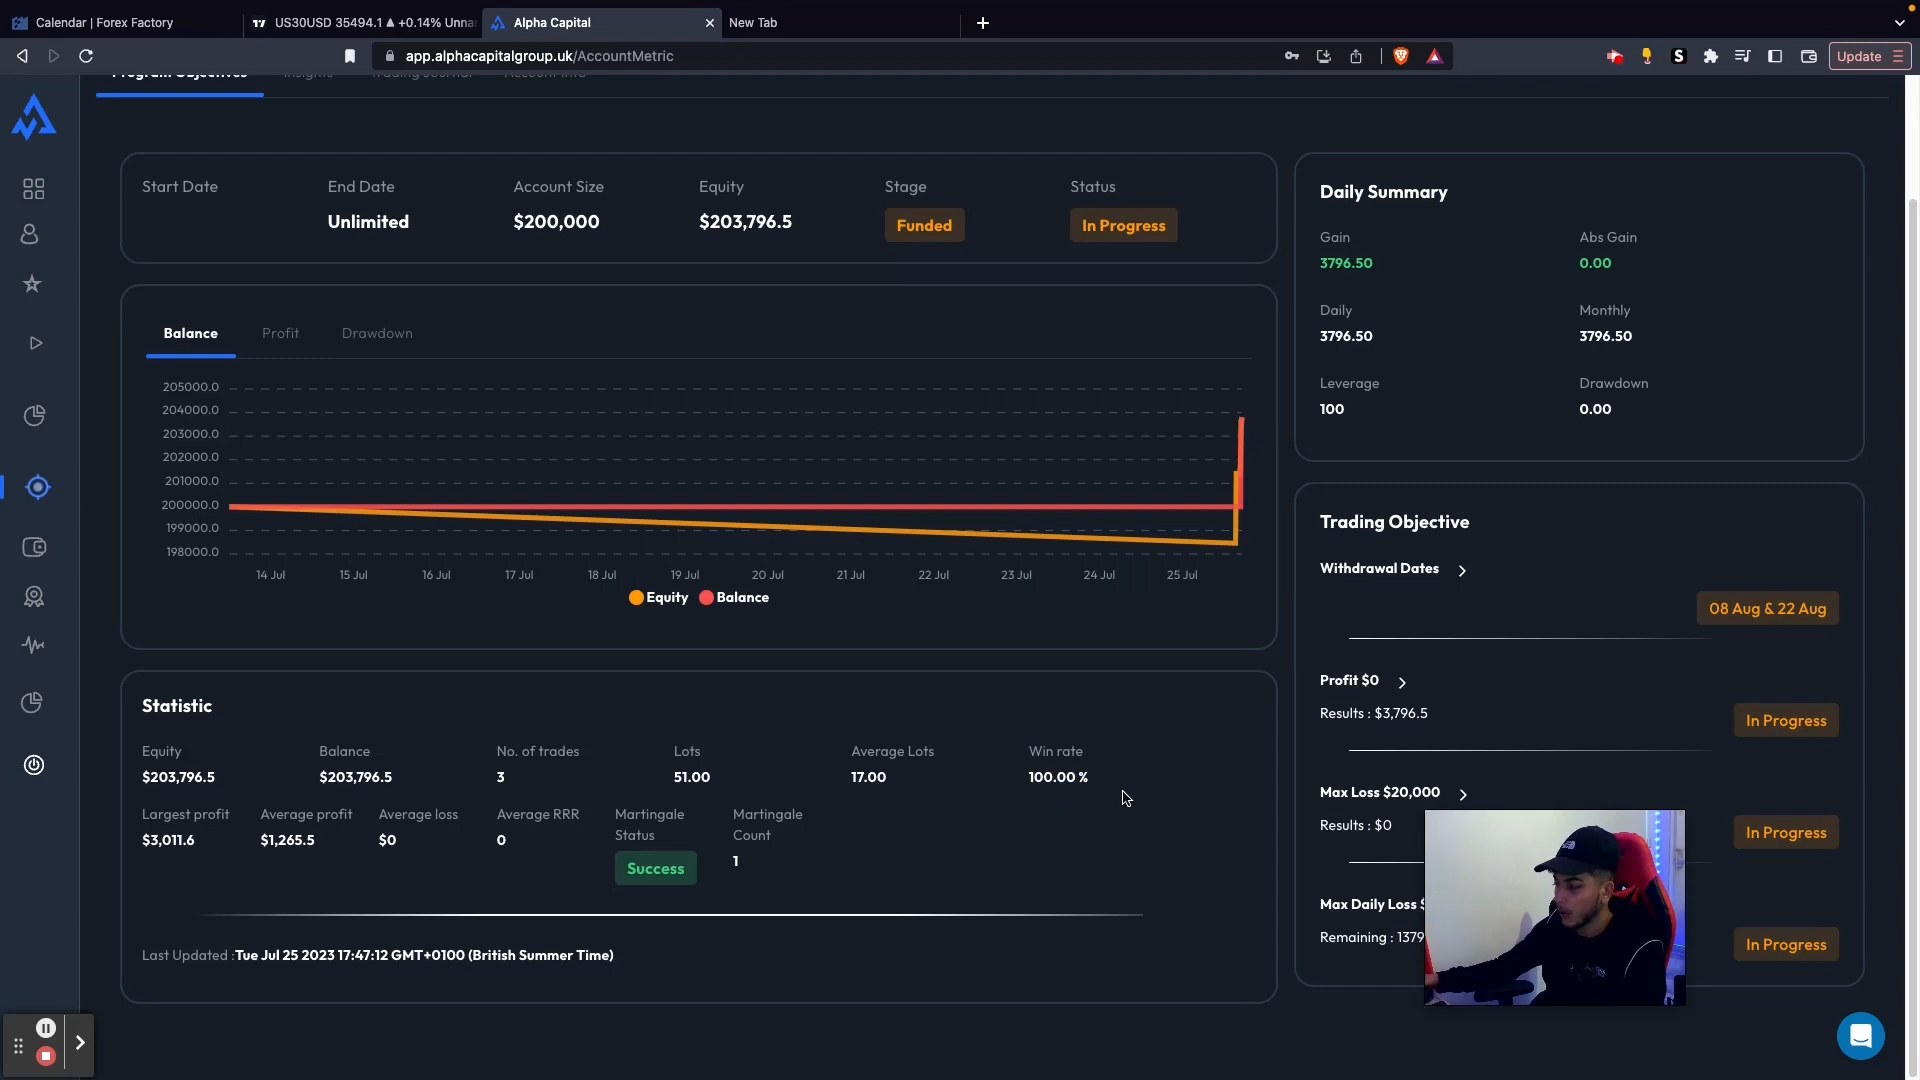 Calendar | Forex Factory
US30USD 35494.1 ▲ +0.14% Unna
Alpha Capital
New Tab
app.alphacapitalgroup.uk/AccountMetric
Update
Program Objectives
Insights
Trading Journal
Account Info
Start Date
End Date
Account Size
Equity
Stage
Status
Unlimited
$200,000
$203,796.5
Funded
In Progress
Balance
Profit
Drawdown
205000.0
204000.0
203000.0
202000.0
201000.0
200000.0
199000.0
198000.0
14 Jul
15 Jul
16 Jul
17 Jul
18 Jul
19 Jul
20 Jul
21 Jul
22 Jul
23 Jul
24 Jul
25 Jul
Equity
Balance
Statistic
Equity
Balance
No. of trades
Lots
Average Lots
Win rate
$203,796.5
$203,796.5
3
51.00
17.00
100.00 %
Largest profit
Average profit
Average loss
Average RRR
Martingale Status
Martingale Count
$3,011.6
$1,265.5
$0
0
Success
1
Last Updated :Tue Jul 25 2023 17:47:12 GMT+0100 (British Summer Time)
Daily Summary
Gain
Abs Gain
3796.50
0.00
Daily
Monthly
3796.50
3796.50
Leverage
Drawdown
100
0.00
Trading Objective
Withdrawal Dates
08 Aug & 22 Aug
Profit $0
Results : $3,796.5
In Progress
Max Loss $20,000
Results : $0
In Progress
Max Daily Loss $
Remaining : 1379
In Progress